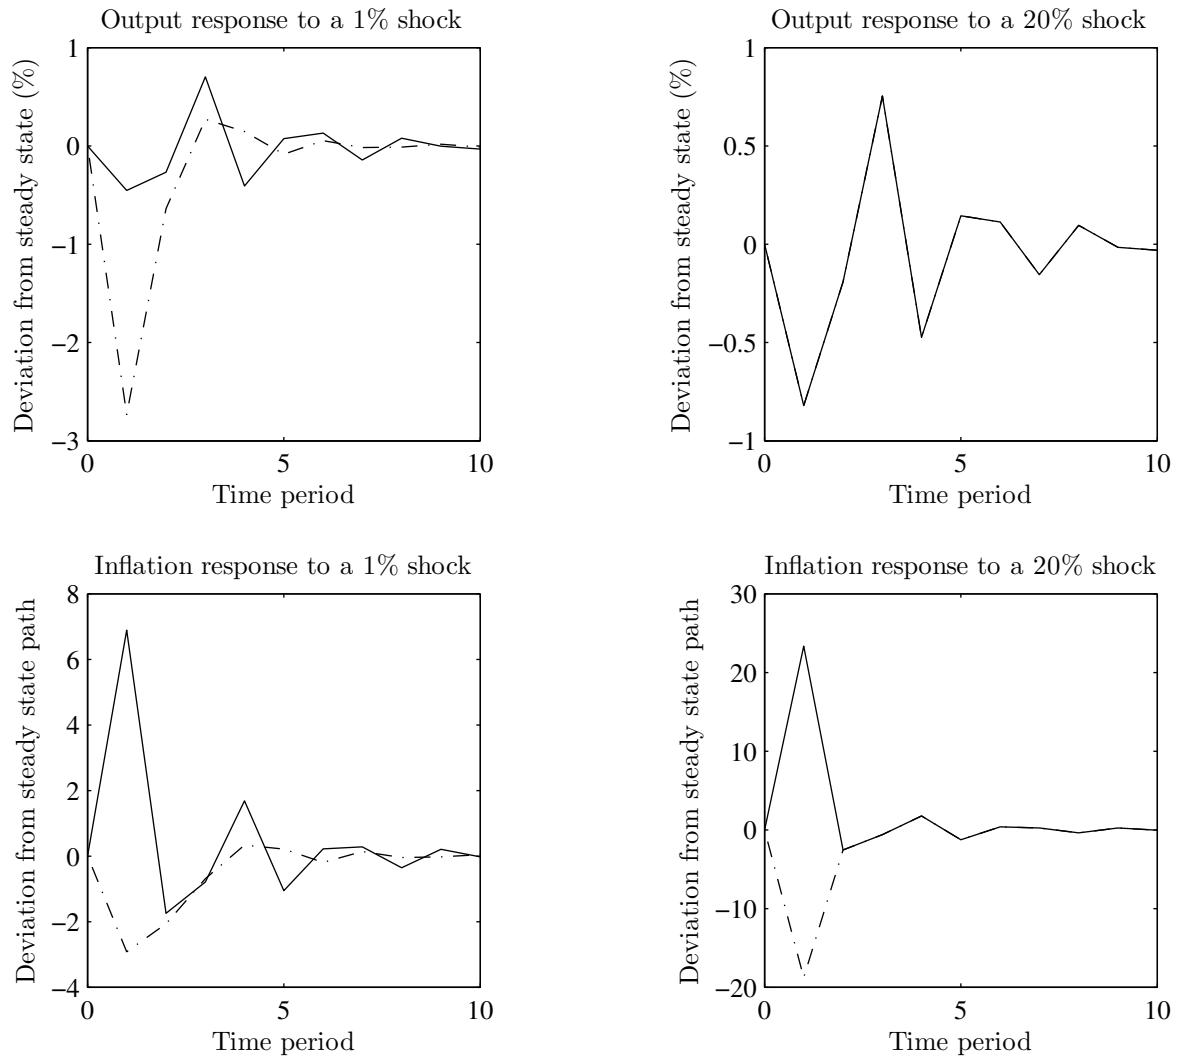 Output response to a 1% shock
Deviation from steady state (%)
1
0
−1
−2
−3
0
5
10
Time period
Output response to a 20% shock
Deviation from steady state (%)
1
0.5
0
−0.5
−1
0
5
10
Time period
Inflation response to a 1% shock
Deviation from steady state path
8
6
4
2
0
−2
−4
0
5
10
Time period
Inflation response to a 20% shock
Deviation from steady state path
30
20
10
0
−10
−20
0
5
10
Time period